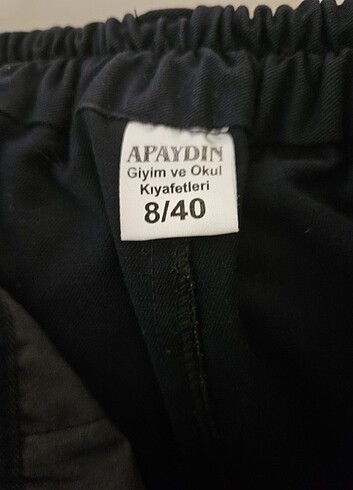 APAYDIN
Giyim ve Okul
Kıyafetleri
8/40